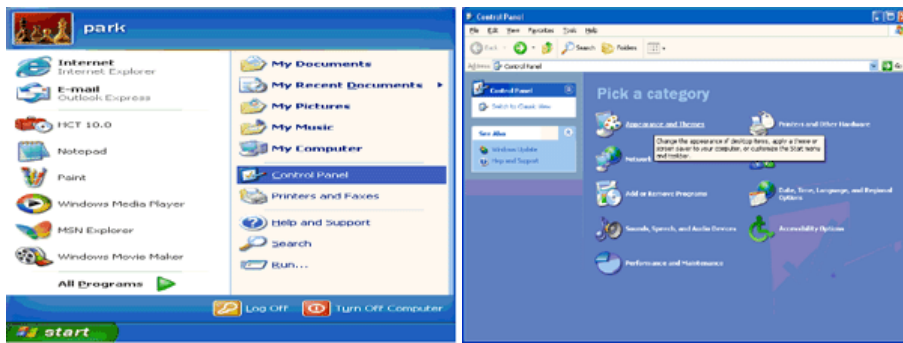 park
Internet
Internet Explorer
E-mail
Outlook Express
HCT 10.0
Notepad
Paint
Windows Media Player
MSN Explorer
Windows Movie Maker
All Programs
My Documents
My Recent Documents
My Pictures
My Music
My Computer
Control Panel
Printers and Faxes
Help and Support
Search
Run...
Log Off
Turn Off Computer
start
Control Panel
File Edit View Favorites Tools Help
Back Search Folders
Address Control Panel Go
Control Panel
Switch to Classic View
See Also
Windows Update
Help and Support
Pick a category
Appearance and Themes
Printers and Other Hardware
Change the appearance of desktop items, apply a theme or
screen saver to your computer, or customize the Start menu
and taskbar.
Network
Add or Remove Programs
Date, Time, Language, and Regional
Options
Sounds, Speech, and Audio Devices
Accessibility Options
Performance and Maintenance